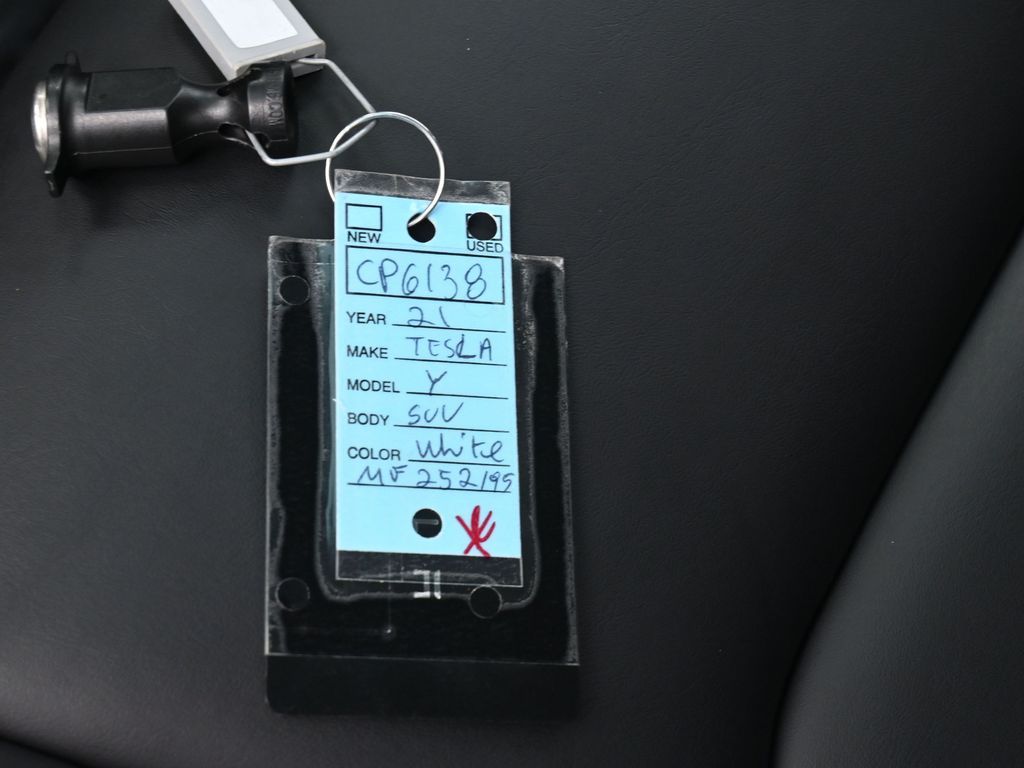 NEW USED
CP6138
YEAR 21
MAKE TESLA
MODEL Y
BODY SUV
COLOR White
MF 252195